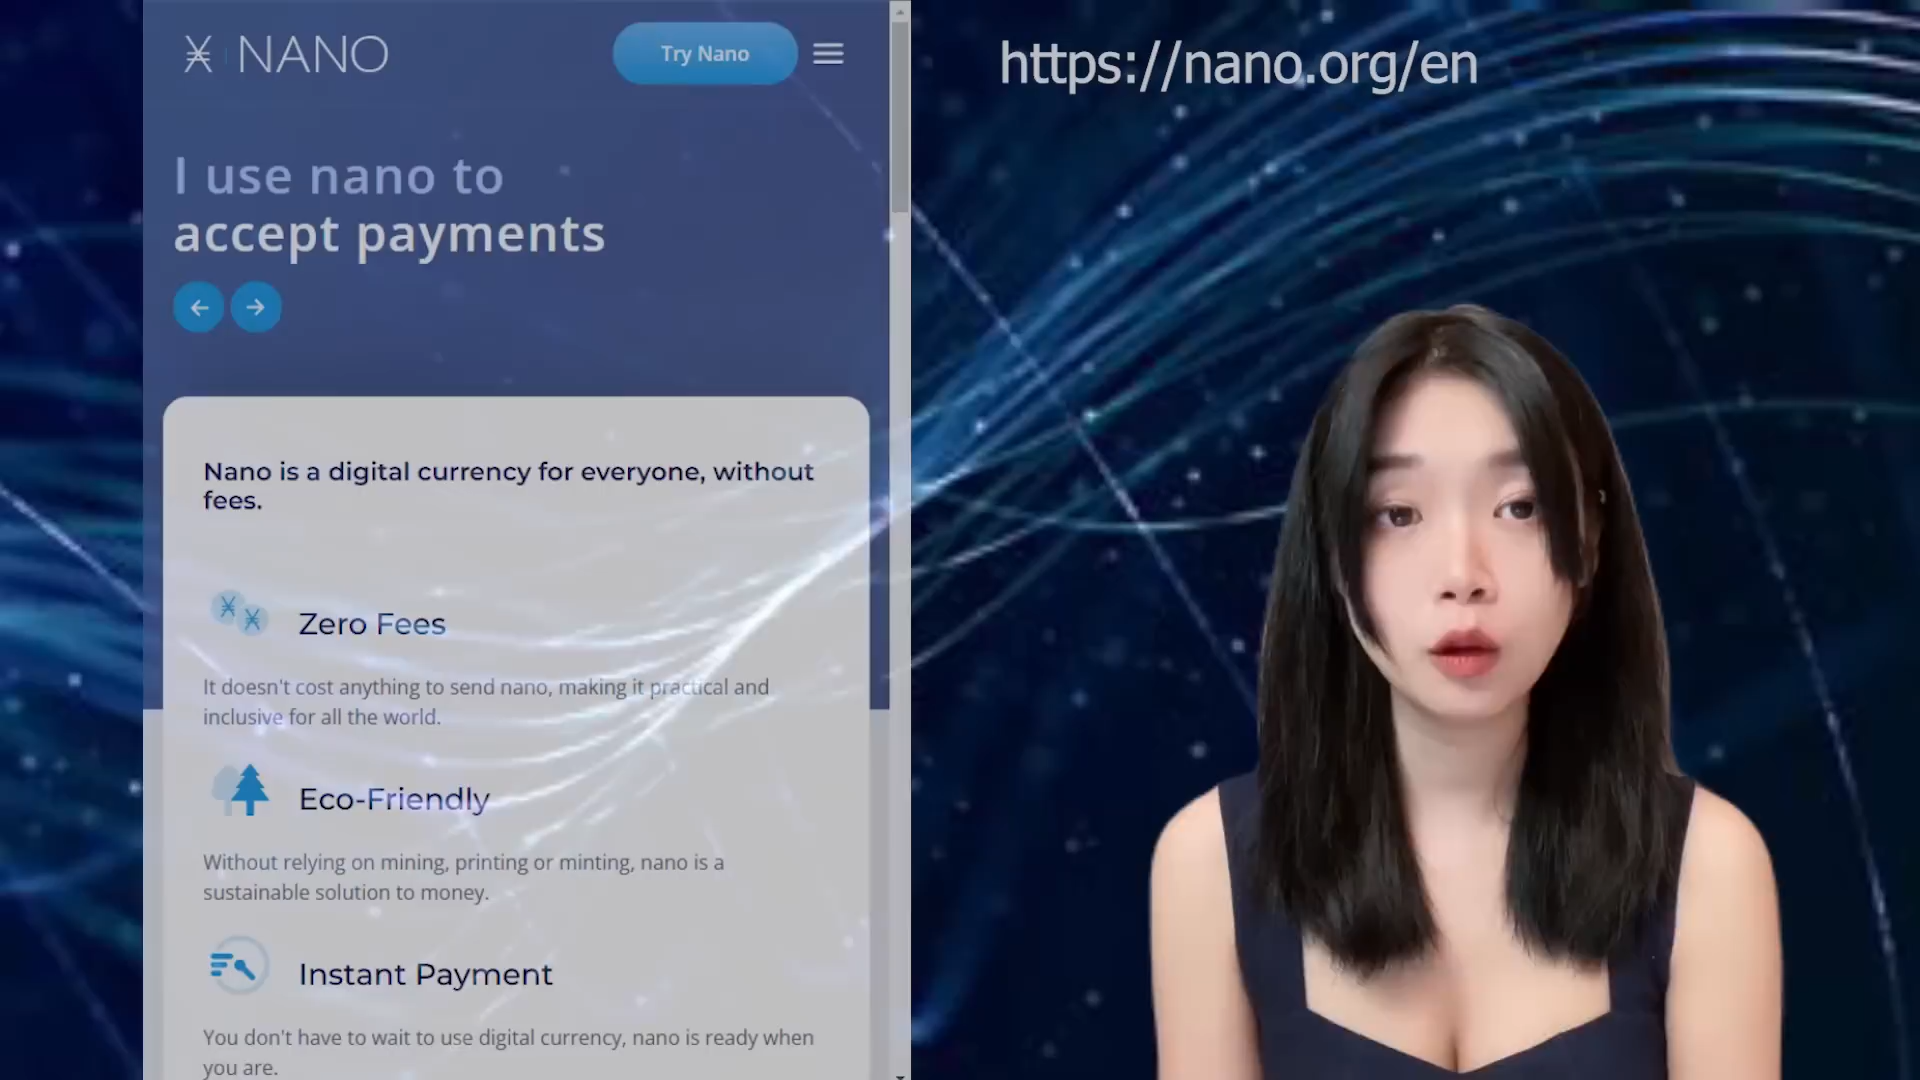 NANO
Try Nano
https://nano.org/en
I use nano to
accept payments
Nano is a digital currency for everyone, without
fees.
Zero Fees
It doesn't cost anything to send nano, making it practical and
inclusive for all the world.
Eco-Friendly
Without relying on mining, printing or minting, nano is a
sustainable solution to money.
Instant Payment
You don't have to wait to use digital currency, nano is ready when
you are.